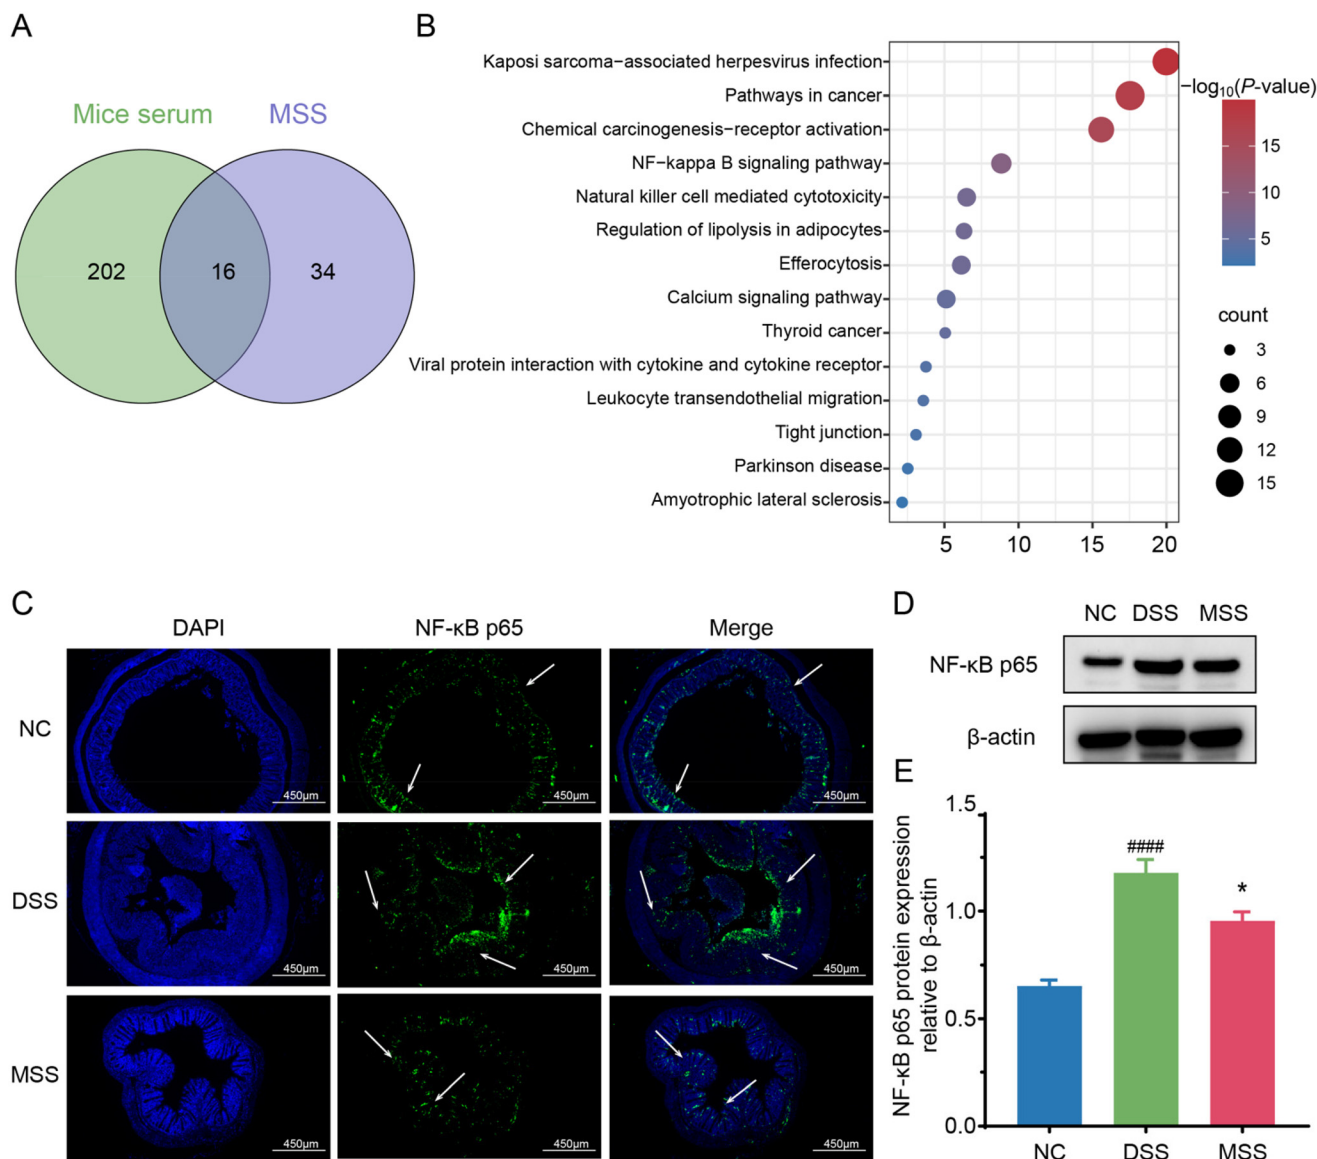 A
Mice serum
MSS
202
16
34
B
Kaposi sarcoma−associated herpesvirus infection
Pathways in cancer
Chemical carcinogenesis−receptor activation
NF−kappa B signaling pathway
Natural killer cell mediated cytotoxicity
Regulation of lipolysis in adipocytes
Efferocytosis
Calcium signaling pathway
Thyroid cancer
Viral protein interaction with cytokine and cytokine receptor
Leukocyte transendothelial migration
Tight junction
Parkinson disease
Amyotrophic lateral sclerosis
5
10
15
20
−log₁₀(P-value)
15
10
5
count
3
6
9
12
15
C
DAPI
NF-κB p65
Merge
NC
450μm
450μm
450μm
DSS
450μm
450μm
450μm
MSS
450μm
450μm
450μm
D
NC
DSS
MSS
NF-κB p65
β-actin
E
NF-κB p65 protein expression
relative to β-actin
1.5
1.0
0.5
0.0
####
*
NC
DSS
MSS